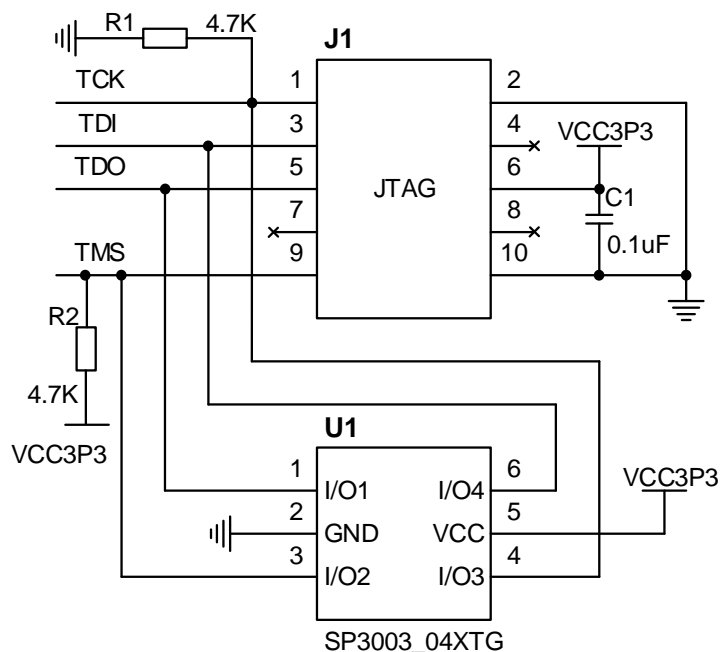 R1 4.7K
J1
TCK 1 2
TDI 3 4 VCC3P3
TDO 5 6
JTAG
C1
7 8
0.1uF
TMS 9 10
R2
4.7K
VCC3P3
U1
1 I/O1 I/O4 6
VCC3P3
2 GND VCC 5
3 I/O2 I/O3 4
SP3003_04XTG